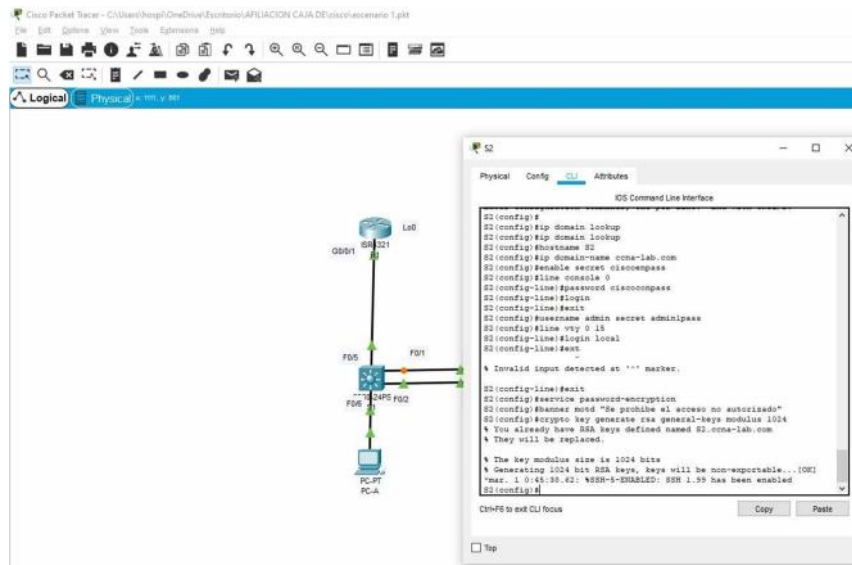 Cisco Packet Tracer - C:\Users\hospi\OneDrive\Escritorio\AFILIACION CAJA DE\cisco\escenario 1.pkt
File Edit Options View Tools Extensions Help
Logical Physical x: 1101, y: 881
S2
Physical Config CLI Attributes
IOS Command Line Interface
S2(config)#
S2(config)#ip domain lookup
S2(config)#ip domain lookup
S2(config)#hostname S2
S2(config)#ip domain-name ccna-lab.com
S2(config)#enable secret ciscoenpass
S2(config)#line console 0
S2(config-line)#password ciscoconpass
S2(config-line)#login
S2(config-line)#exit
S2(config)#username admin secret admin1pass
S2(config)#line vty 0 15
S2(config-line)#login local
S2(config-line)#ext
^
% Invalid input detected at '^' marker.
S2(config-line)#exit
S2(config)#service password-encryption
S2(config)#banner motd "Se prohibe el acceso no autorizado"
S2(config)#crypto key generate rsa general-keys modulus 1024
% You already have RSA keys defined named S2.ccna-lab.com
% They will be replaced.
% The key modulus size is 1024 bits
% Generating 1024 bit RSA keys, keys will be non-exportable...[OK]
*mar. 1 0:45:38.62: %SSH-5-ENABLED: SSH 1.99 has been enabled
S2(config)#
Ctrl+F6 to exit CLI focus Copy Paste
Top
Lo0
ISR4321
G0/0/1
F0/5 F0/1
24PS
F0/6 F0/2
PC-PT
PC-A